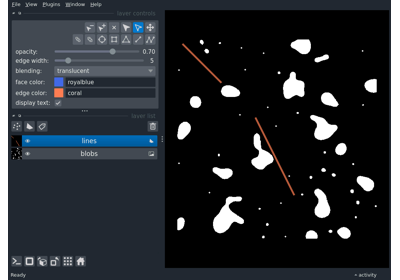 File View Plugins Window Help
layer controls
opacity: 0.70
edge width: 5
blending: translucent
face color: royalblue
edge color: coral
display text:
layer list
lines
blobs
Ready
activity